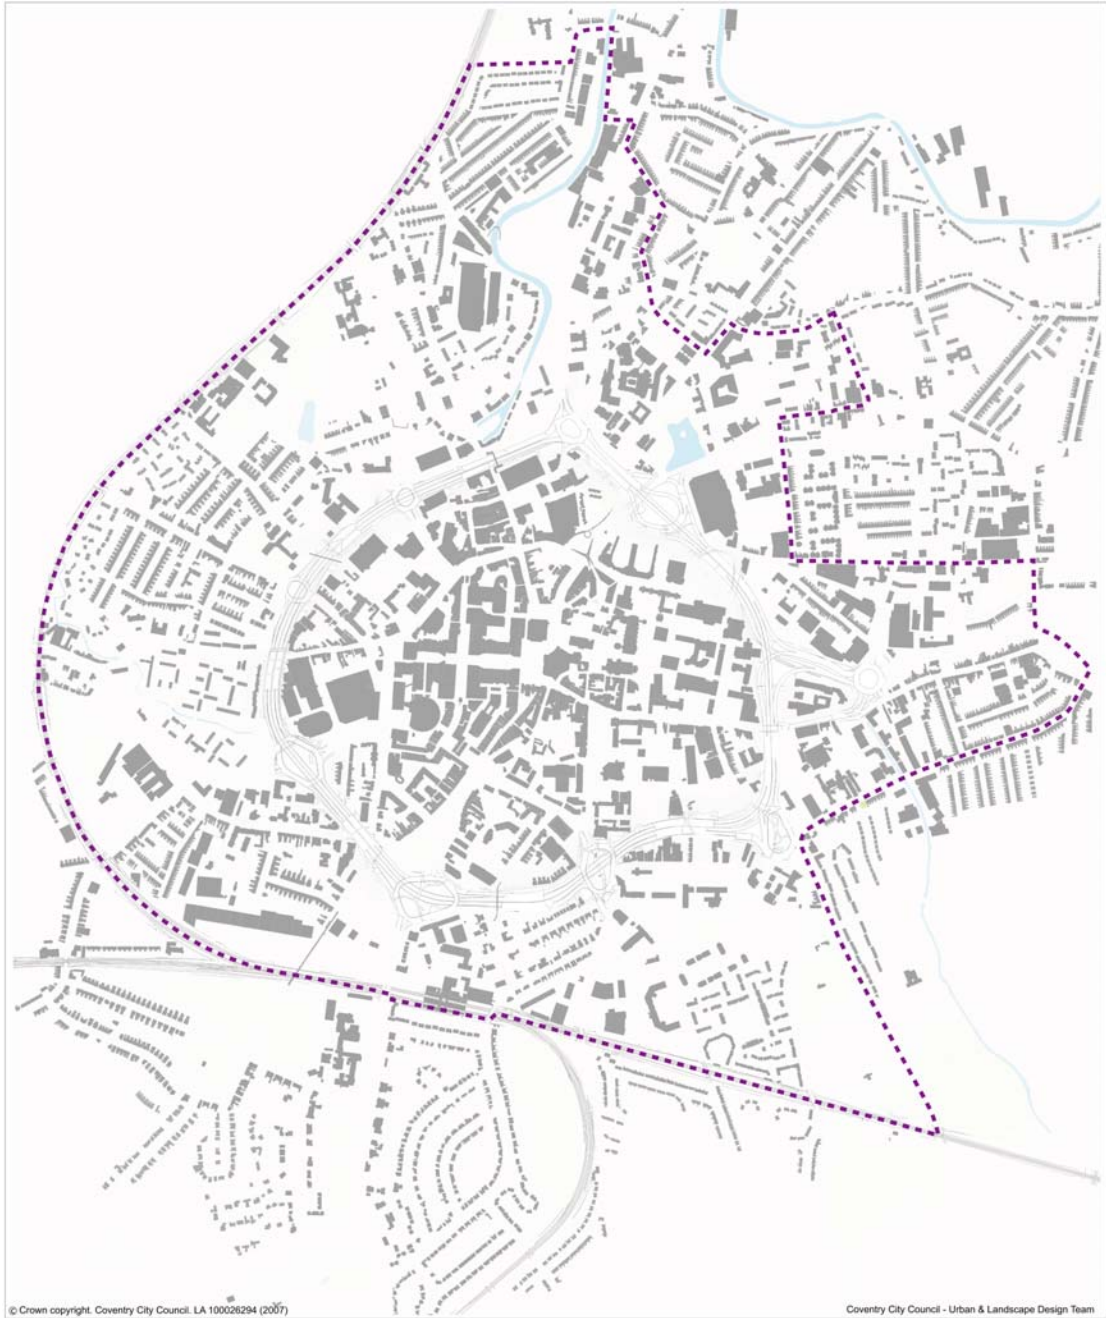 © Crown copyright. Coventry City Council. LA 100026294 (2007)
Coventry City Council - Urban & Landscape Design Team